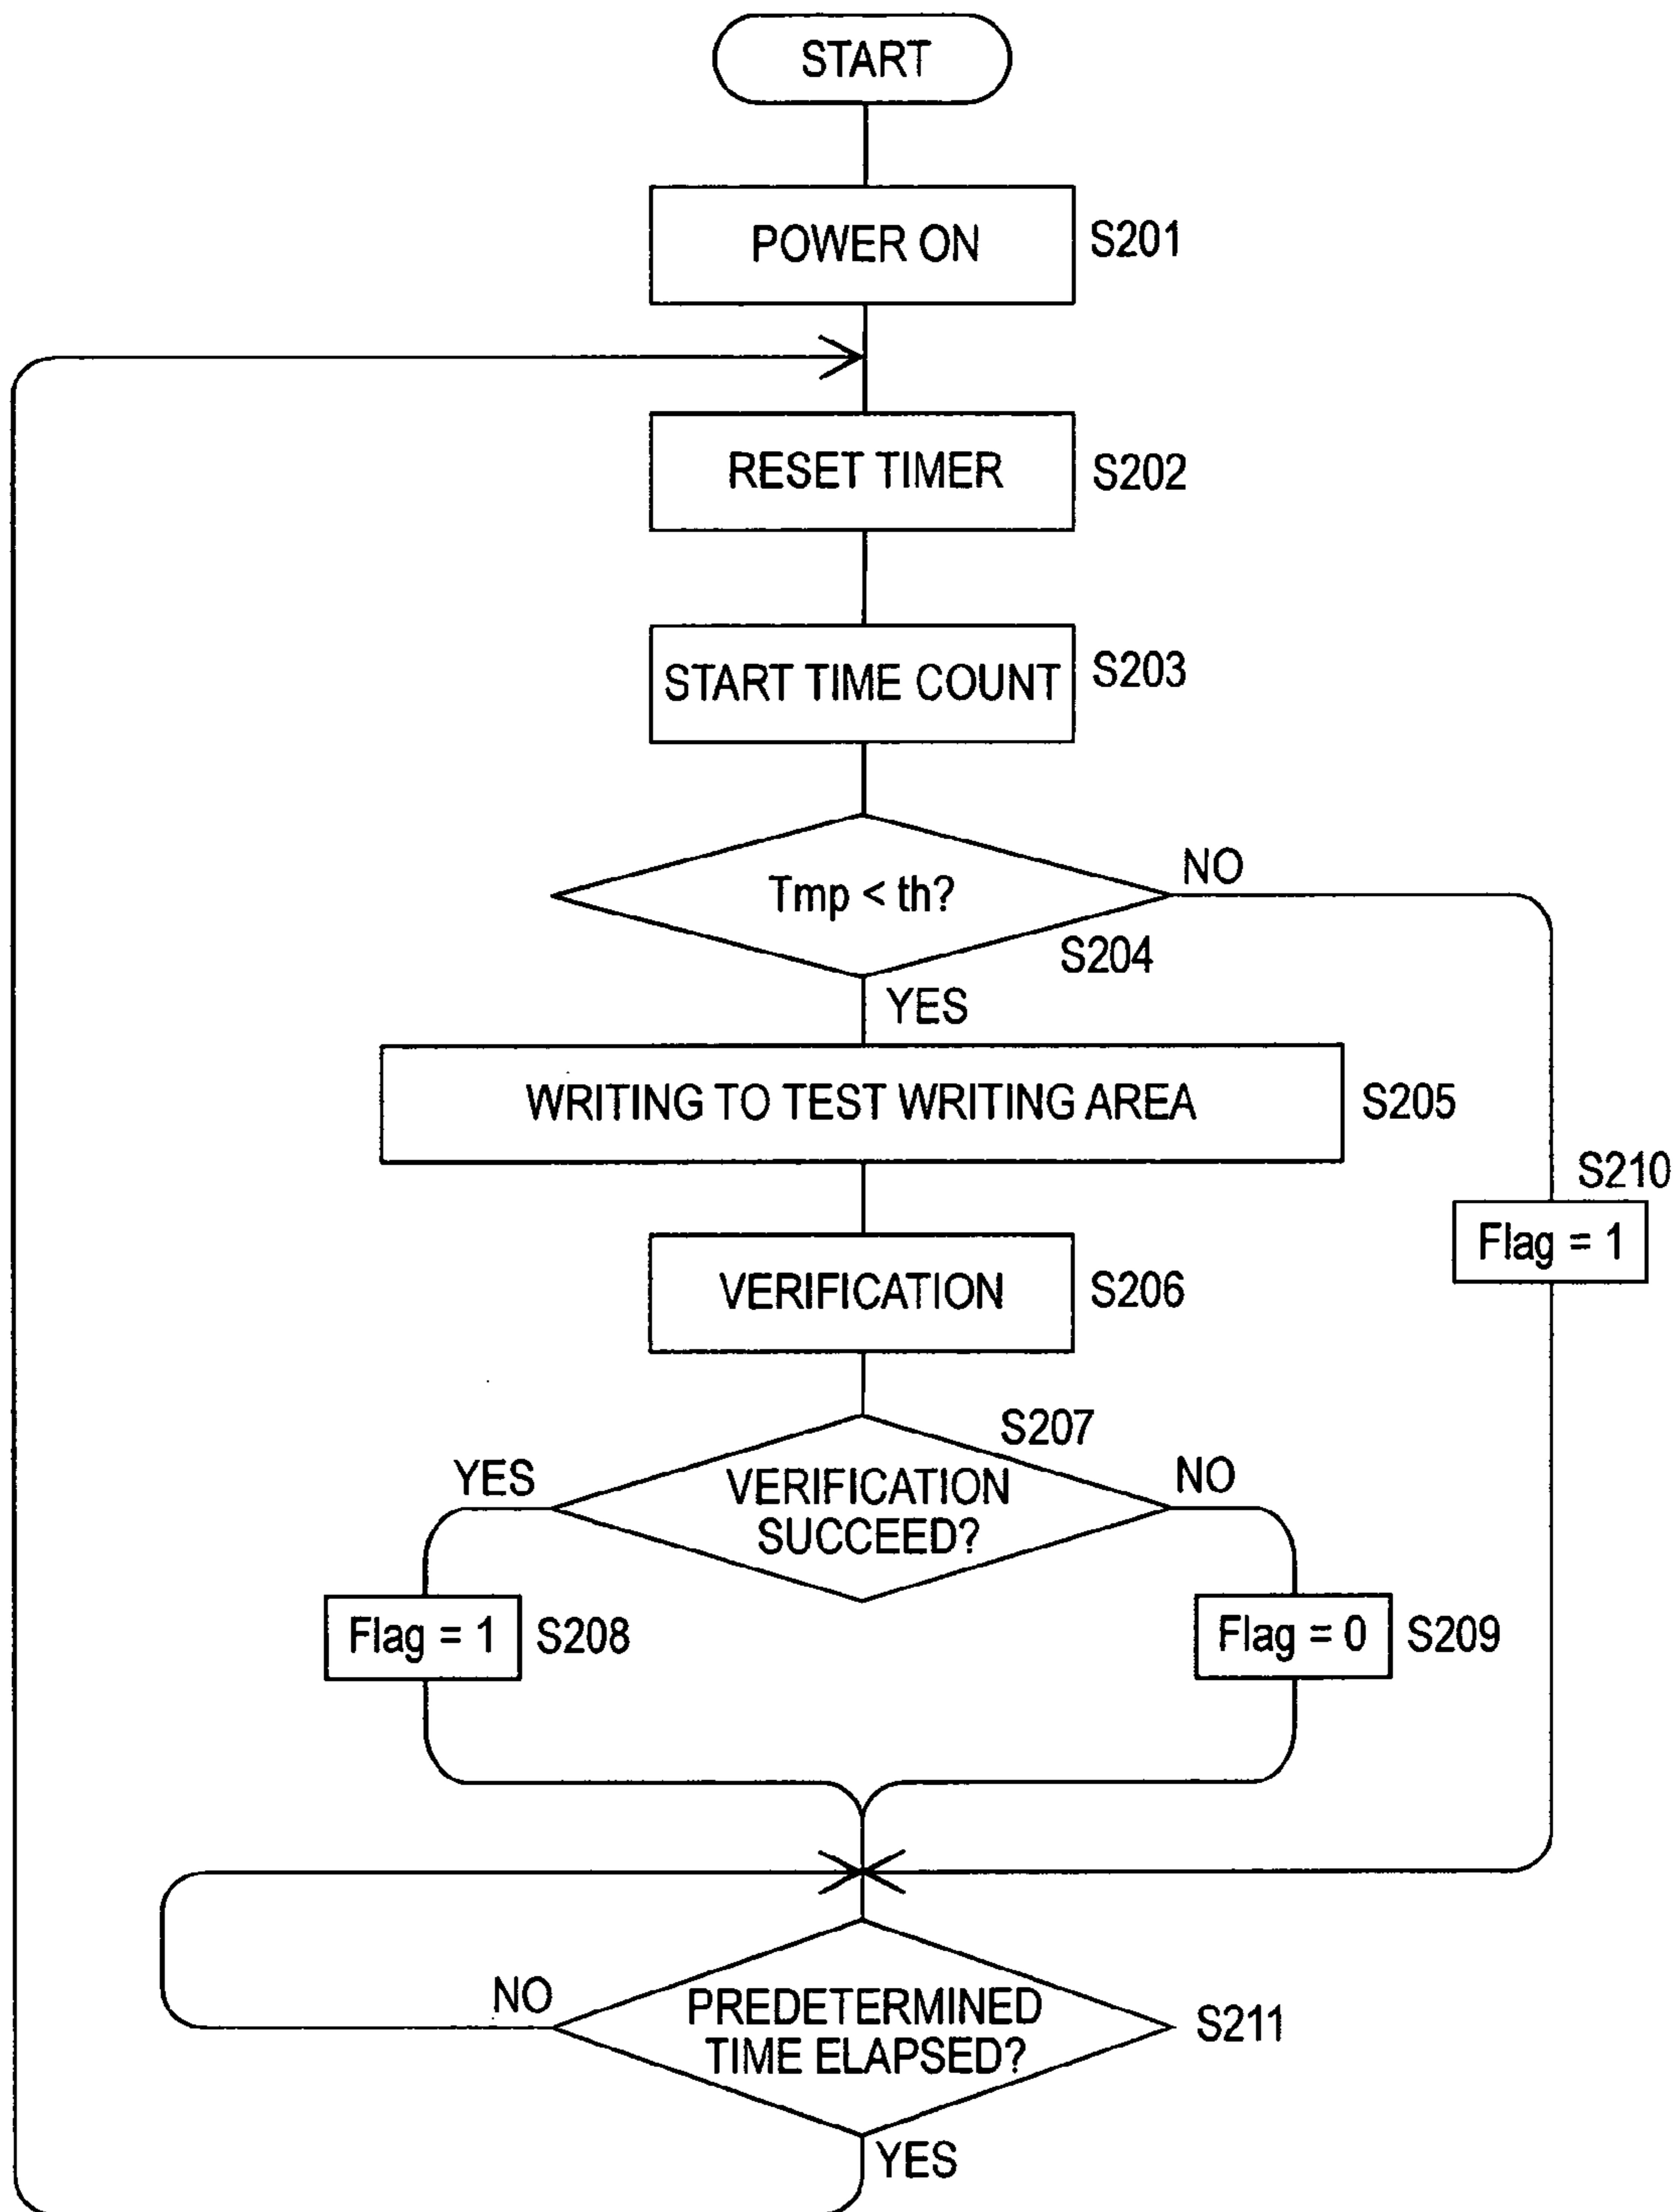 START
POWER ON
S201
RESET TIMER
S202
START TIME COUNT
S203
Tmp < th?
NO
S204
YES
WRITING TO TEST WRITING AREA
S205
S210
Flag = 1
VERIFICATION
S206
S207
YES
VERIFICATION
SUCCEED?
NO
Flag = 1
S208
Flag = 0
S209
NO
PREDETERMINED
TIME ELAPSED?
S211
YES